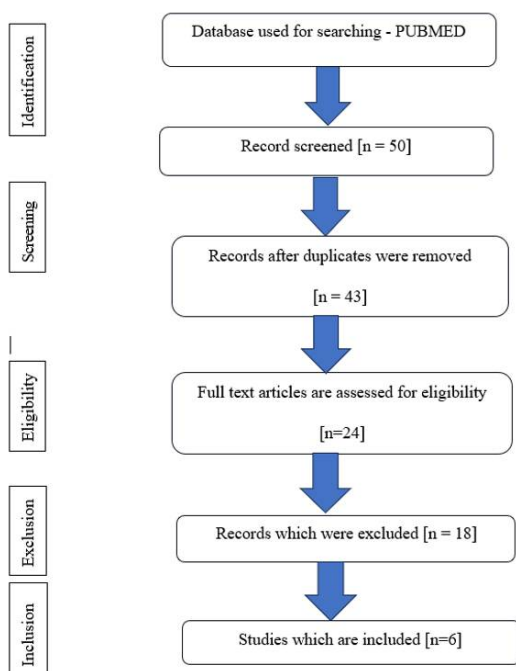 Identification
Database used for searching - PUBMED
Record screened [n = 50]
Screening
Records after duplicates were removed
[n = 43]
Eligibility
Full text articles are assessed for eligibility
[n=24]
Exclusion
Records which were excluded [n = 18]
Inclusion
Studies which are included [n=6]